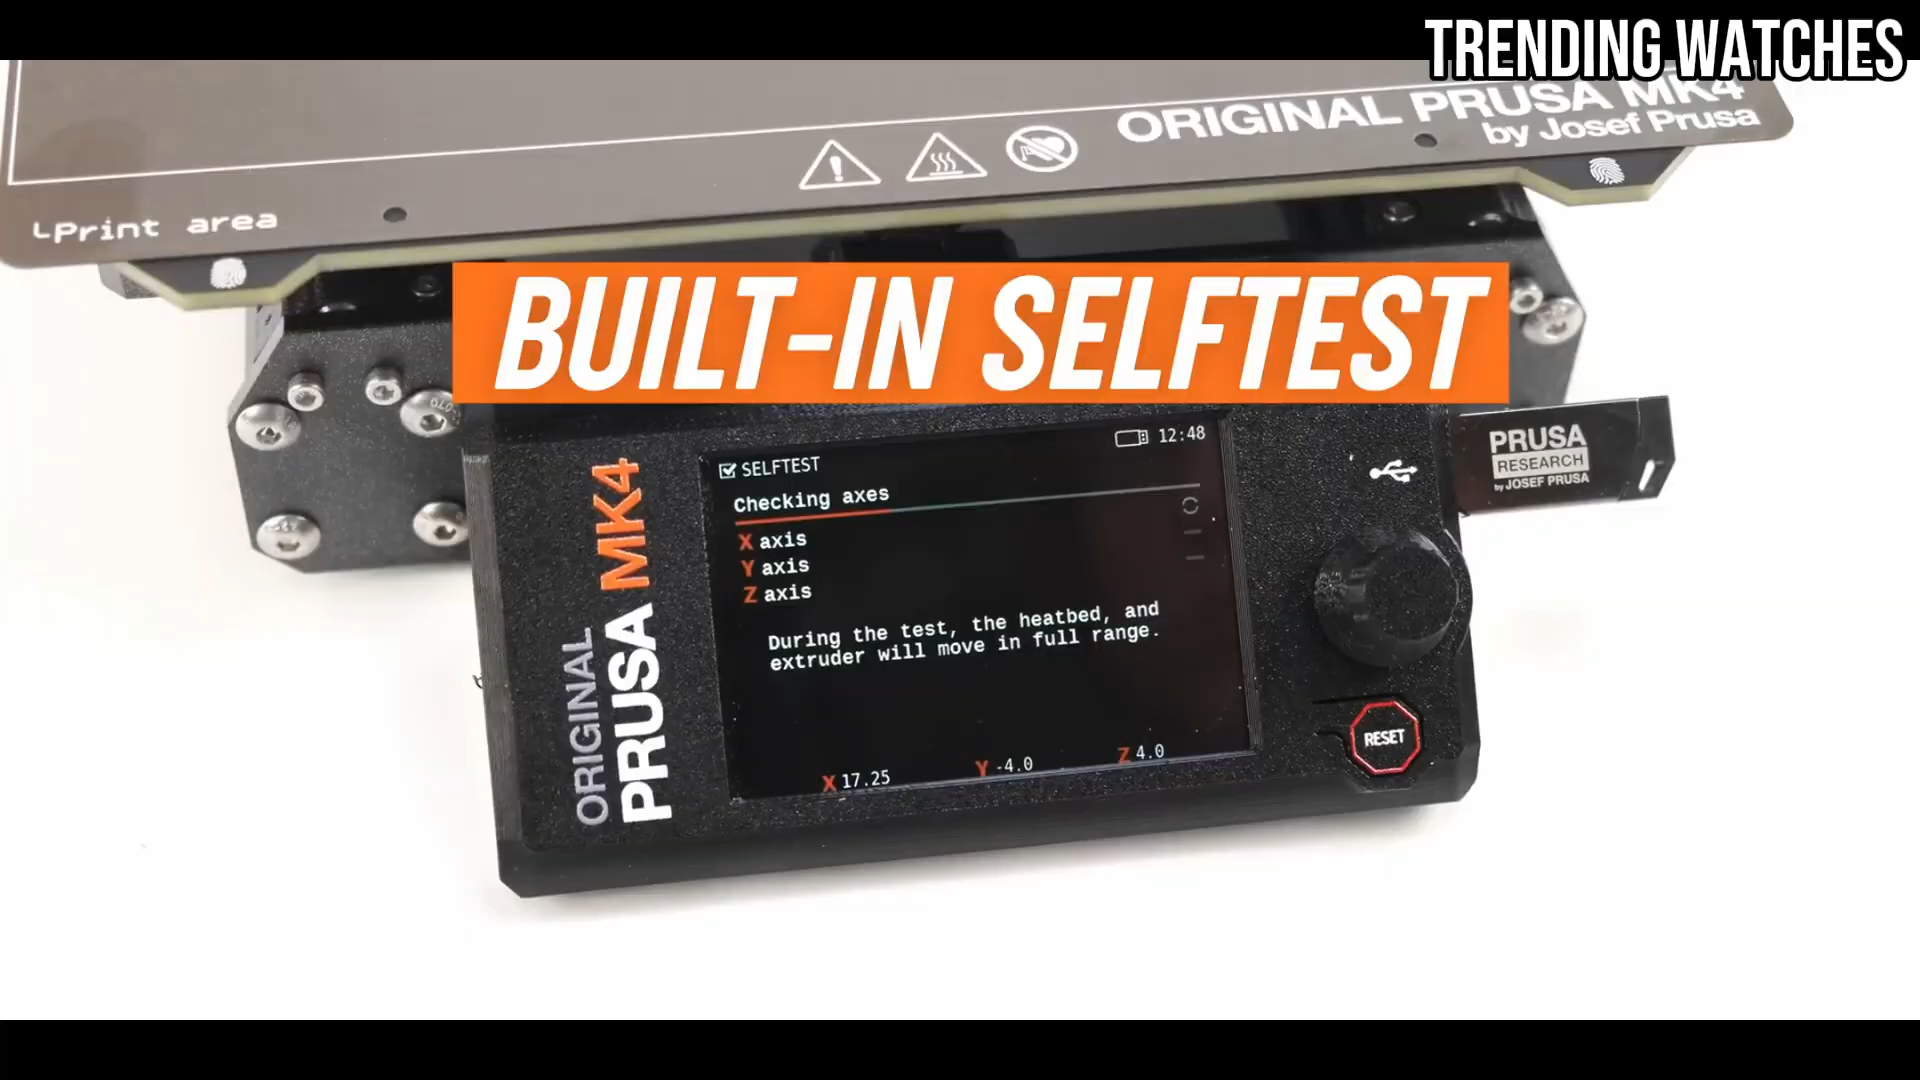 TRENDING WATCHES
ORIGINAL PRUSA MK4
by Josef Prusa
Print area
BUILT-IN SELFTEST
SELFTEST
12:48
Checking axes
X axis
Y axis
Z axis
During the test, the heatbed, and
extruder will move in full range.
X 17.25 Y -4.0 Z 4.0
ORIGINAL
PRUSA MK4
PRUSA
RESEARCH
by JOSEF PRUSA
RESET